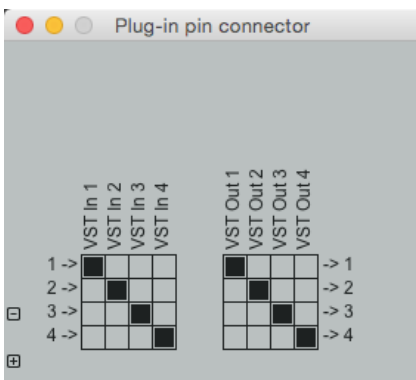 Plug-in pin connector
VST In 1
VST In 2
VST In 3
VST In 4
VST Out 1
VST Out 2
VST Out 3
VST Out 4
1 -> -> 1
2 -> -> 2
3 -> -> 3
4 -> -> 4